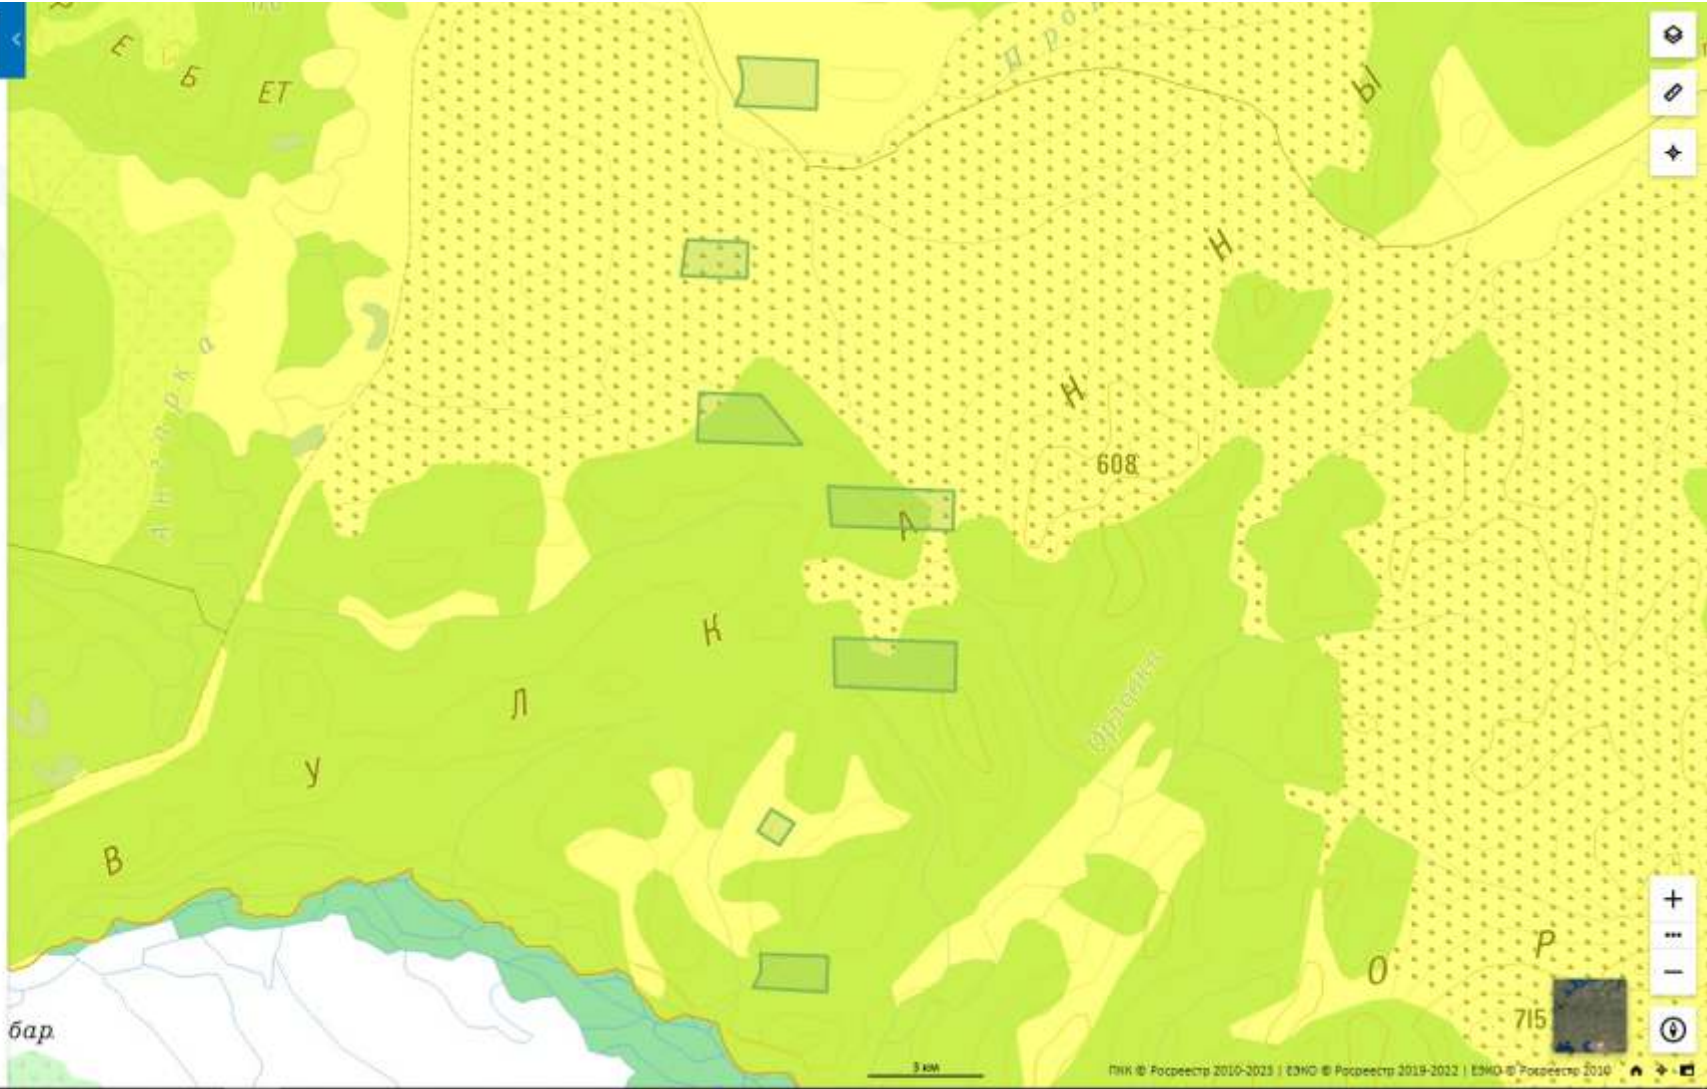 Е
Б
ЕТ
Ы
Н
Н
608
А
К
Л
У
В
О
Р
715
бар.
3 км
ПКК © Росреестр 2010-2023 | ЕЭКО © Росреестр 2019-2022 | ЕЭКО © Росреестр 2010